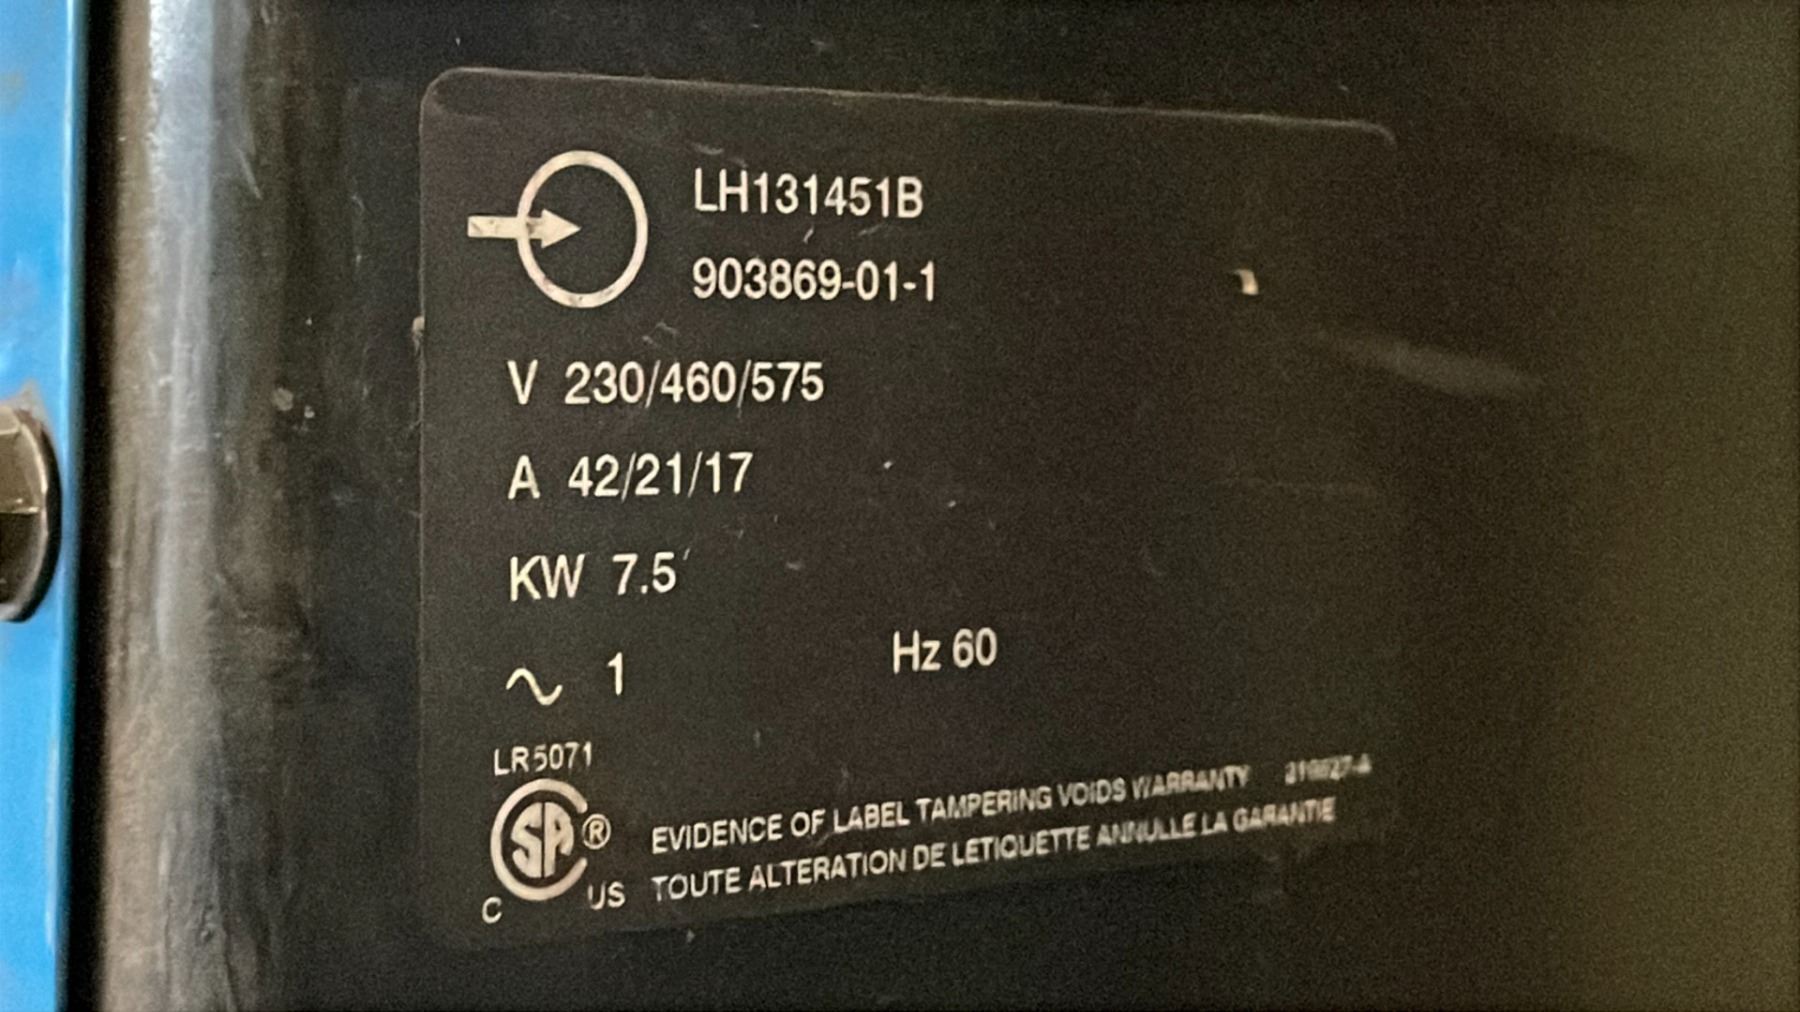 LH131451B
903869-01-1
V 230/460/575
A 42/21/17
KW 7.5
~ 1 Hz 60
LR5071
SA ®
C US
EVIDENCE OF LABEL TAMPERING VOIDS WARRANTY
TOUTE ALTERATION DE LETIQUETTE ANNULLE LA GARANTIE